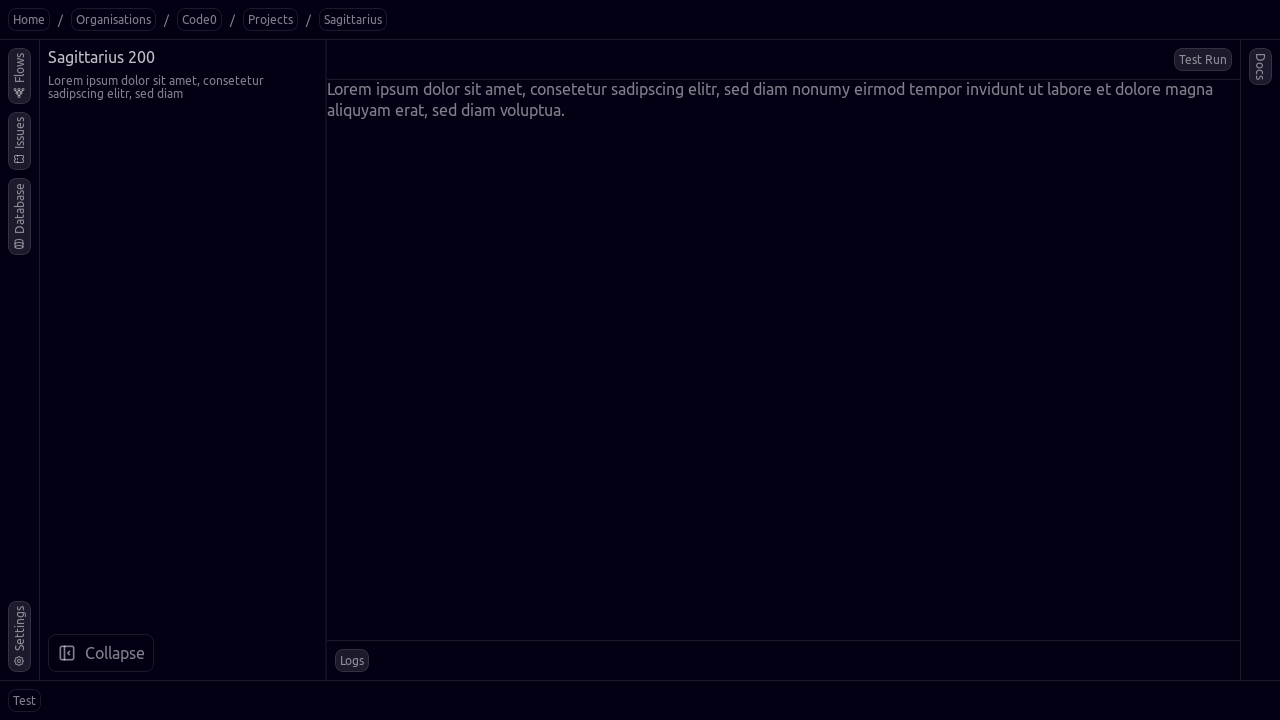 Home / Organisations / Code0 / Projects / Sagittarius
Flows
Issues
Database
Settings
Sagittarius 200
Lorem ipsum dolor sit amet, consetetur
sadipscing elitr, sed diam
Collapse
Test Run
Lorem ipsum dolor sit amet, consetetur sadipscing elitr, sed diam nonumy eirmod tempor invidunt ut labore et dolore magna
aliquyam erat, sed diam voluptua.
Logs
Docs
Test